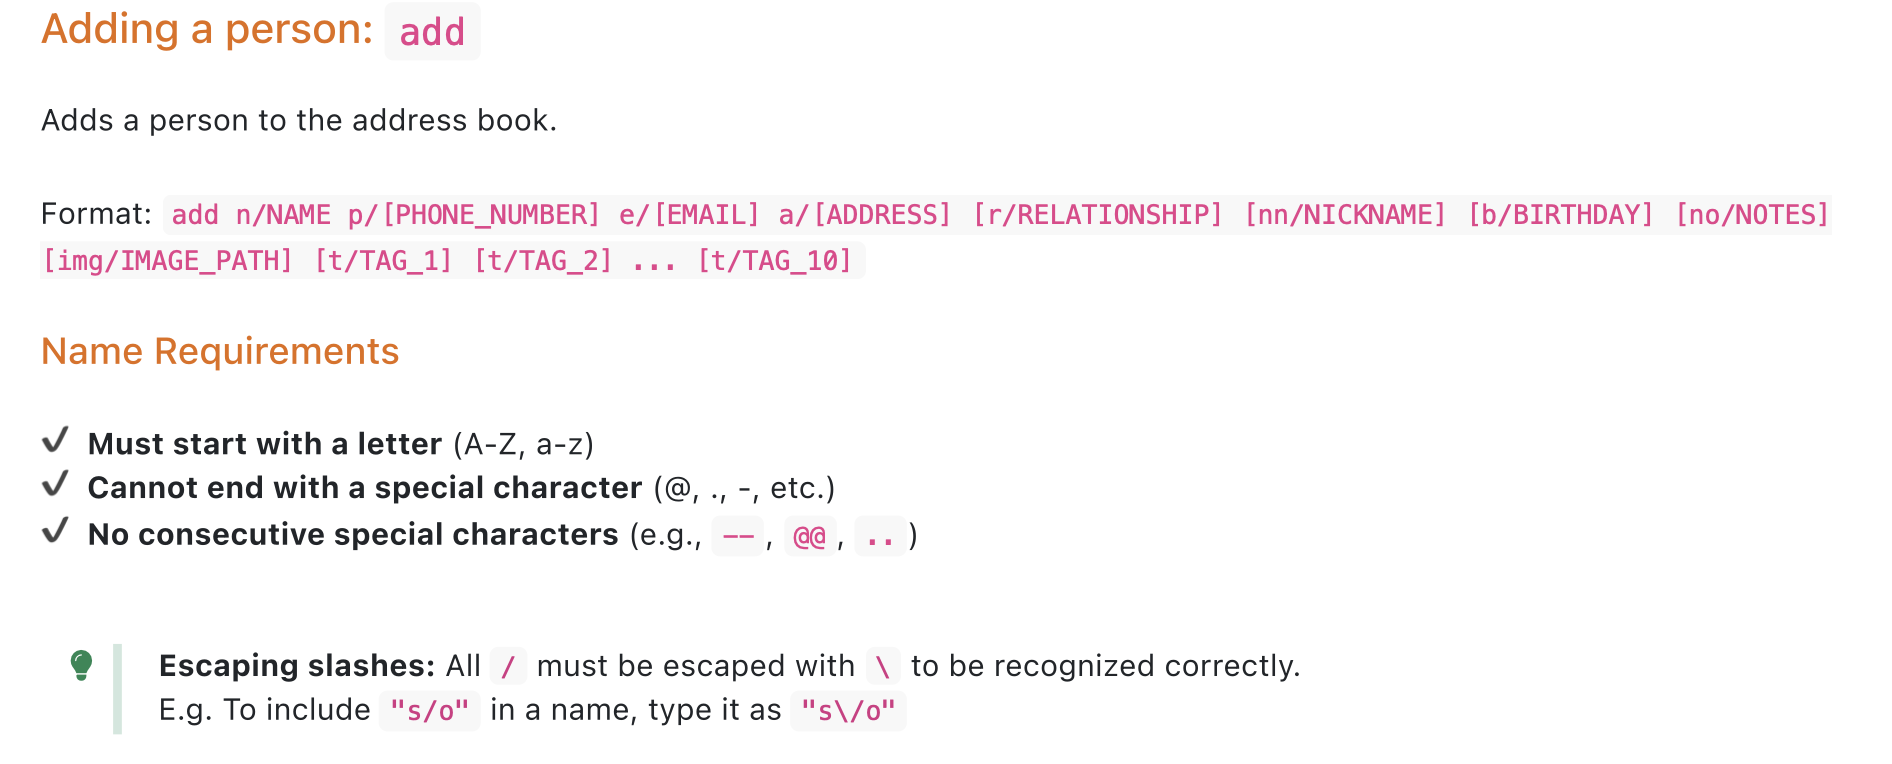 Adding a person: add
Adds a person to the address book.
Format: add n/NAME p/[PHONE_NUMBER] e/[EMAIL] a/[ADDRESS] [r/RELATIONSHIP] [nn/NICKNAME] [b/BIRTHDAY] [no/NOTES]
[img/IMAGE_PATH] [t/TAG_1] [t/TAG_2] ... [t/TAG_10]
Name Requirements
✔ Must start with a letter (A-Z, a-z)
✔ Cannot end with a special character (@, ., -, etc.)
✔ No consecutive special characters (e.g., --, @@, ..)
Escaping slashes: All / must be escaped with \ to be recognized correctly.
E.g. To include "s/o" in a name, type it as "s\/o"